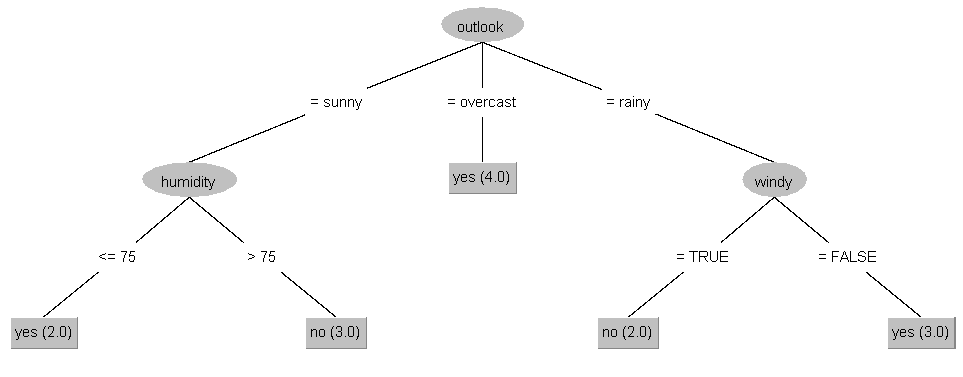 outlook
= sunny
= overcast
= rainy
humidity
yes (4.0)
windy
<= 75
> 75
= TRUE
= FALSE
yes (2.0)
no (3.0)
no (2.0)
yes (3.0)